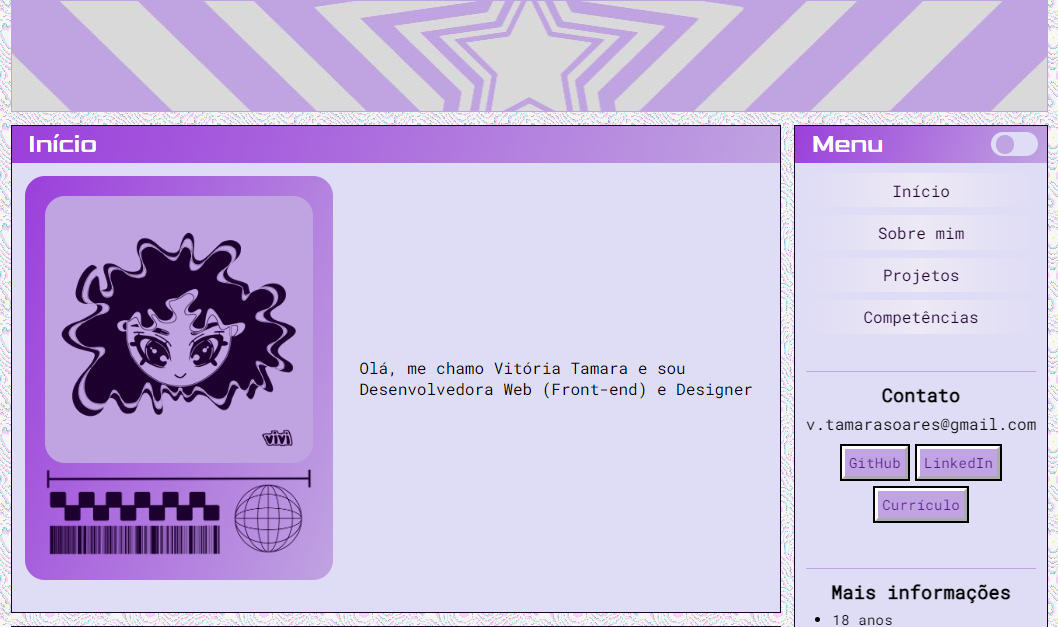 Início
vivi
Olá, me chamo Vitória Tamara e sou
Desenvolvedora Web (Front-end) e Designer
Menu
Início
Sobre mim
Projetos
Competências
Contato
v.tamarasoares@gmail.com
GitHub
LinkedIn
Currículo
Mais informações
18 anos